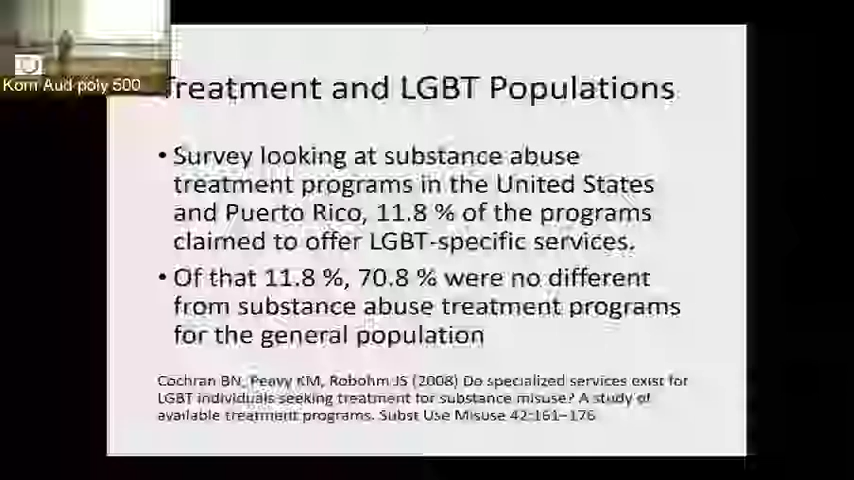 Korn Aud poly 500
Treatment and LGBT Populations
• Survey looking at substance abuse
treatment programs in the United States
and Puerto Rico, 11.8 % of the programs
claimed to offer LGBT-specific services.
• Of that 11.8 %, 70.8 % were no different
from substance abuse treatment programs
for the general population
Cochran BN, Peavy KM, Robohm JS (2008) Do specialized services exist for
LGBT individuals seeking treatment for substance misuse? A study of
available treatment programs. Subst Use Misuse 42:161–176